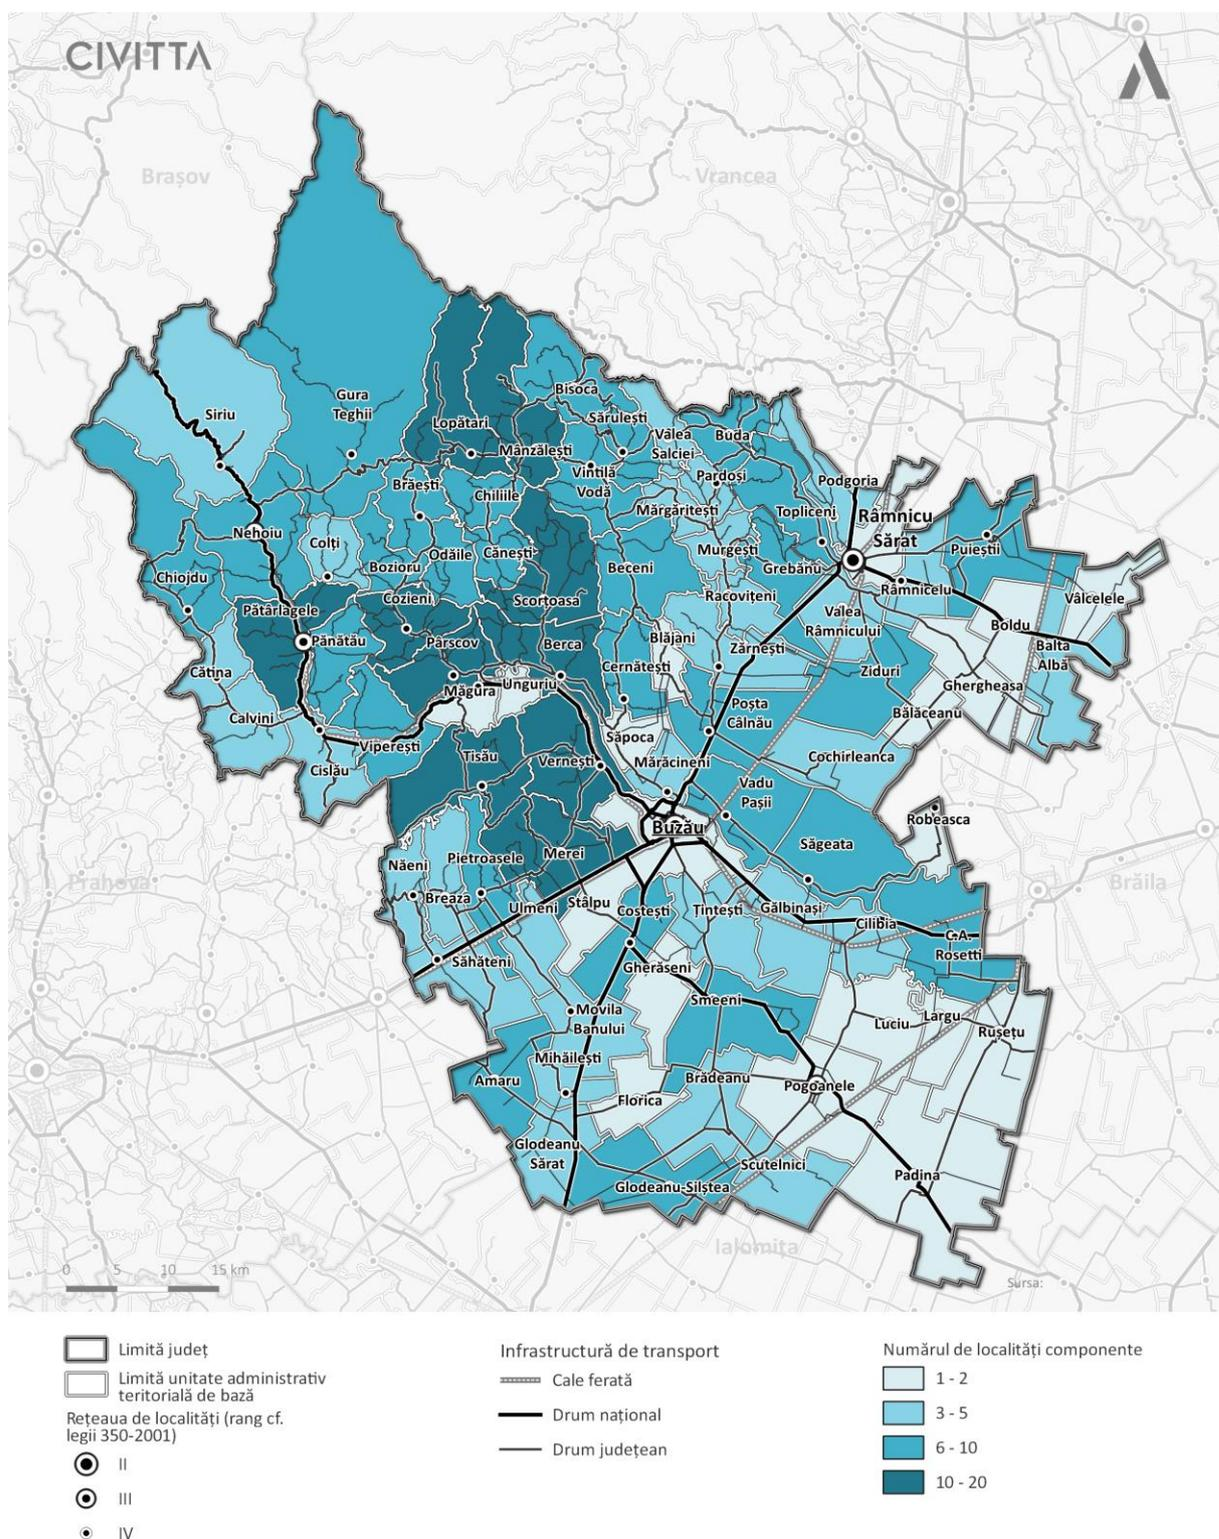 CIVITTA
Brașov
Vrancea
Siriu
Gura
Teghii
Lopătari
Bisoca
Sărulești
Mânzălești
Valea
Salciei
Buda
Vintilă
Vodă
Pardoși
Podgoria
Brăești
Chiliile
Mărgăritești
Topliceni
Râmnicu
Sărat
Nehoiu
Colți
Odăile
Cănești
Murgești
Puieștii
Chiojdu
Bozioru
Beceni
Grebănu
Râmnicelu
Pătârlagele
Cozieni
Scorțoasa
Racovițeni
Vâlcelele
Pănătău
Pârscov
Berca
Blăjani
Valea
Râmnicului
Boldu
Zărnești
Balta
Albă
Cătina
Cernătești
Ziduri
Măgura
Unguriu
Ghergheasa
Calvini
Poșta
Câlnău
Bălăceanu
Viperești
Săpoca
Cislău
Tisău
Vernești
Mărăcineni
Cochirleanca
Vadu
Pașii
Robeasca
Buzău
Săgeata
Năeni
Pietroasele
Merei
Prahova
Brăila
Breaza
Ulmeni
Stâlpu
Costești
Țintești
Gălbinași
Cilibia
C.A.
Rosetti
Săhăteni
Gherăseni
Smeeni
Movila
Banului
Luciu
Largu
Rușețu
Mihăilești
Amaru
Brădeanu
Pogoanele
Florica
Glodeanu
Sărat
Scutelnici
Padina
Glodeanu-Siliștea
Ialomița
0 5 10 15 km
Sursa:
Limită județ
Limită unitate administrativ
teritorială de bază
Rețeaua de localități (rang cf.
legii 350-2001)
II
III
IV
Infrastructură de transport
Cale ferată
Drum național
Drum județean
Numărul de localități componente
1 - 2
3 - 5
6 - 10
10 - 20